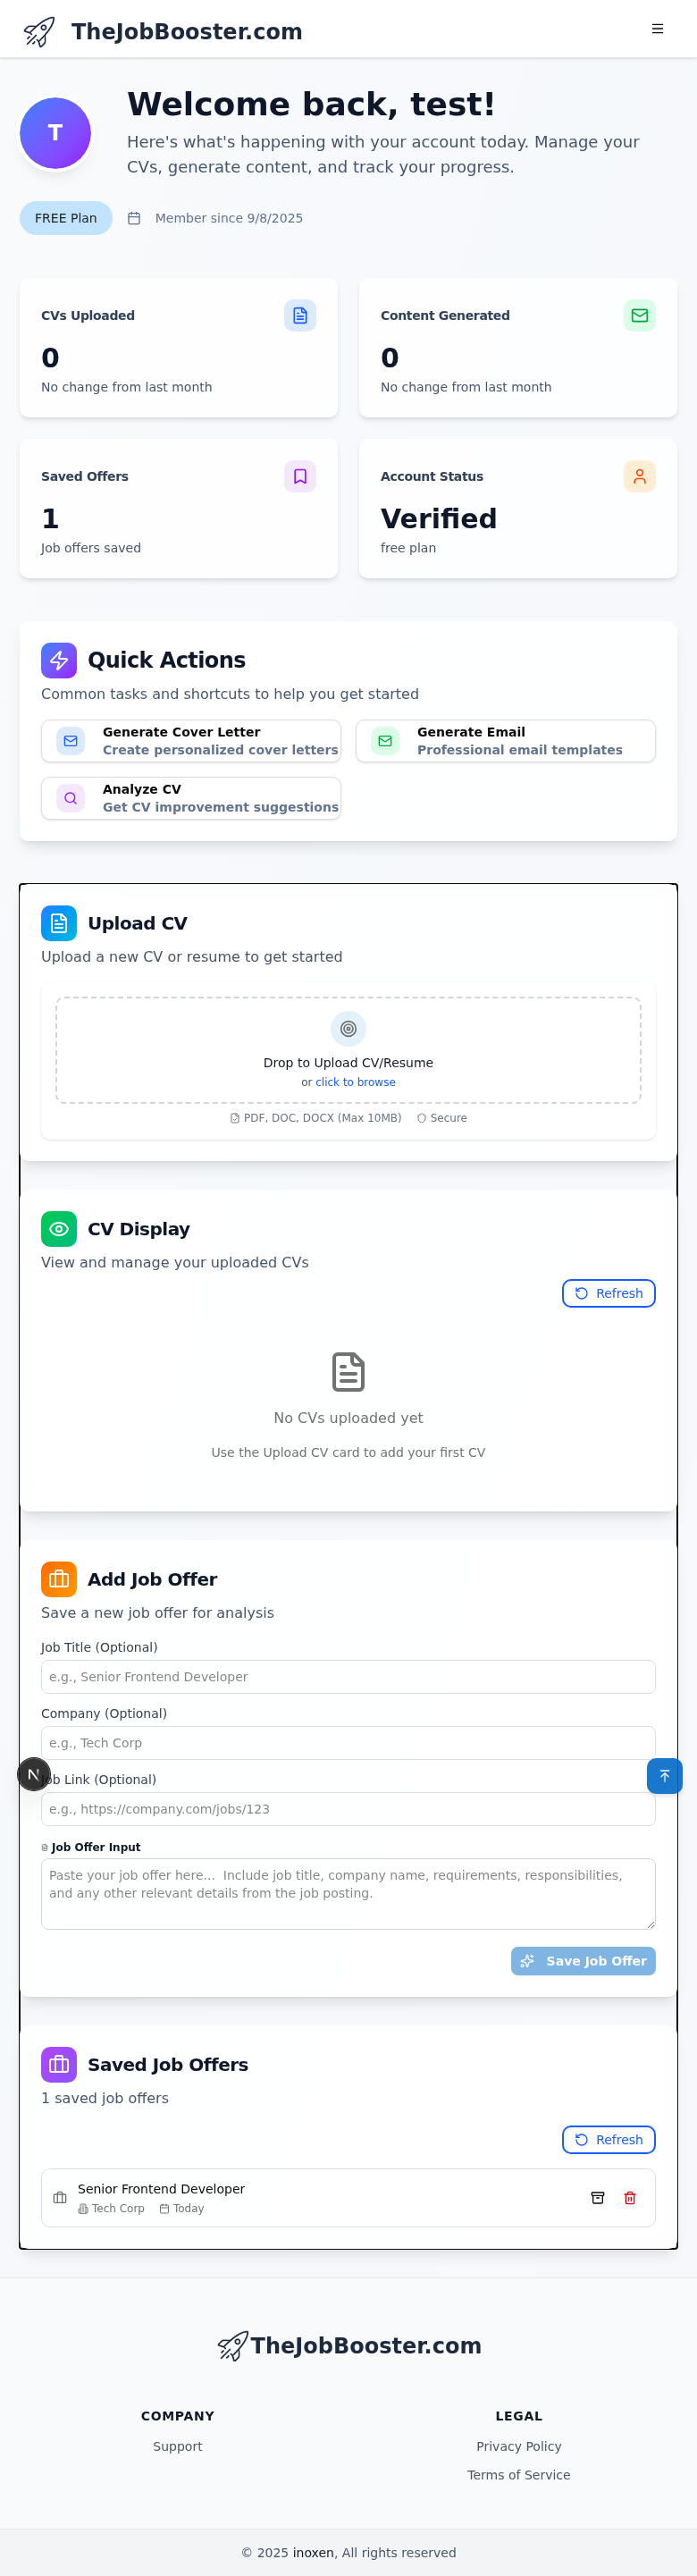 TheJobBooster.com
T
Welcome back, test!
Here's what's happening with your account today. Manage your
CVs, generate content, and track your progress.
FREE Plan
Member since 9/8/2025
CVs Uploaded
0
No change from last month
Content Generated
0
No change from last month
Saved Offers
1
Job offers saved
Account Status
Verified
free plan
Quick Actions
Common tasks and shortcuts to help you get started
Generate Cover Letter
Create personalized cover letters
Generate Email
Professional email templates
Analyze CV
Get CV improvement suggestions
Upload CV
Upload a new CV or resume to get started
Drop to Upload CV/Resume
or click to browse
PDF, DOC, DOCX (Max 10MB) Secure
CV Display
View and manage your uploaded CVs
Refresh
No CVs uploaded yet
Use the Upload CV card to add your first CV
Add Job Offer
Save a new job offer for analysis
Job Title (Optional)
e.g., Senior Frontend Developer
Company (Optional)
e.g., Tech Corp
N
Job Link (Optional)
e.g., https://company.com/jobs/123
Job Offer Input
Paste your job offer here... Include job title, company name, requirements, responsibilities,
and any other relevant details from the job posting.
Save Job Offer
Saved Job Offers
1 saved job offers
Refresh
Senior Frontend Developer
Tech Corp Today
TheJobBooster.com
COMPANY
Support
LEGAL
Privacy Policy
Terms of Service
© 2025 inoxen, All rights reserved